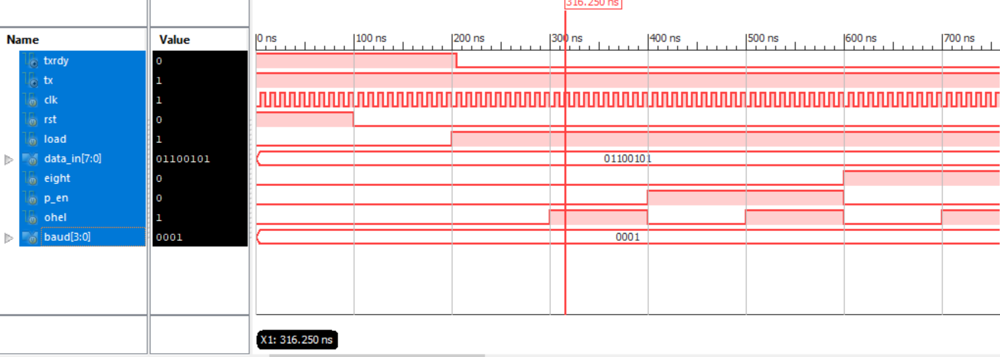 316.250 ns
Name Value 0 ns 100 ns 200 ns 300 ns 400 ns 500 ns 600 ns 700 ns
txrdy 0
tx 1
clk 1
rst 0
load 1
data_in[7:0] 01100101 01100101
eight 0
p_en 0
ohel 1
baud[3:0] 0001 0001
X1: 316.250 ns